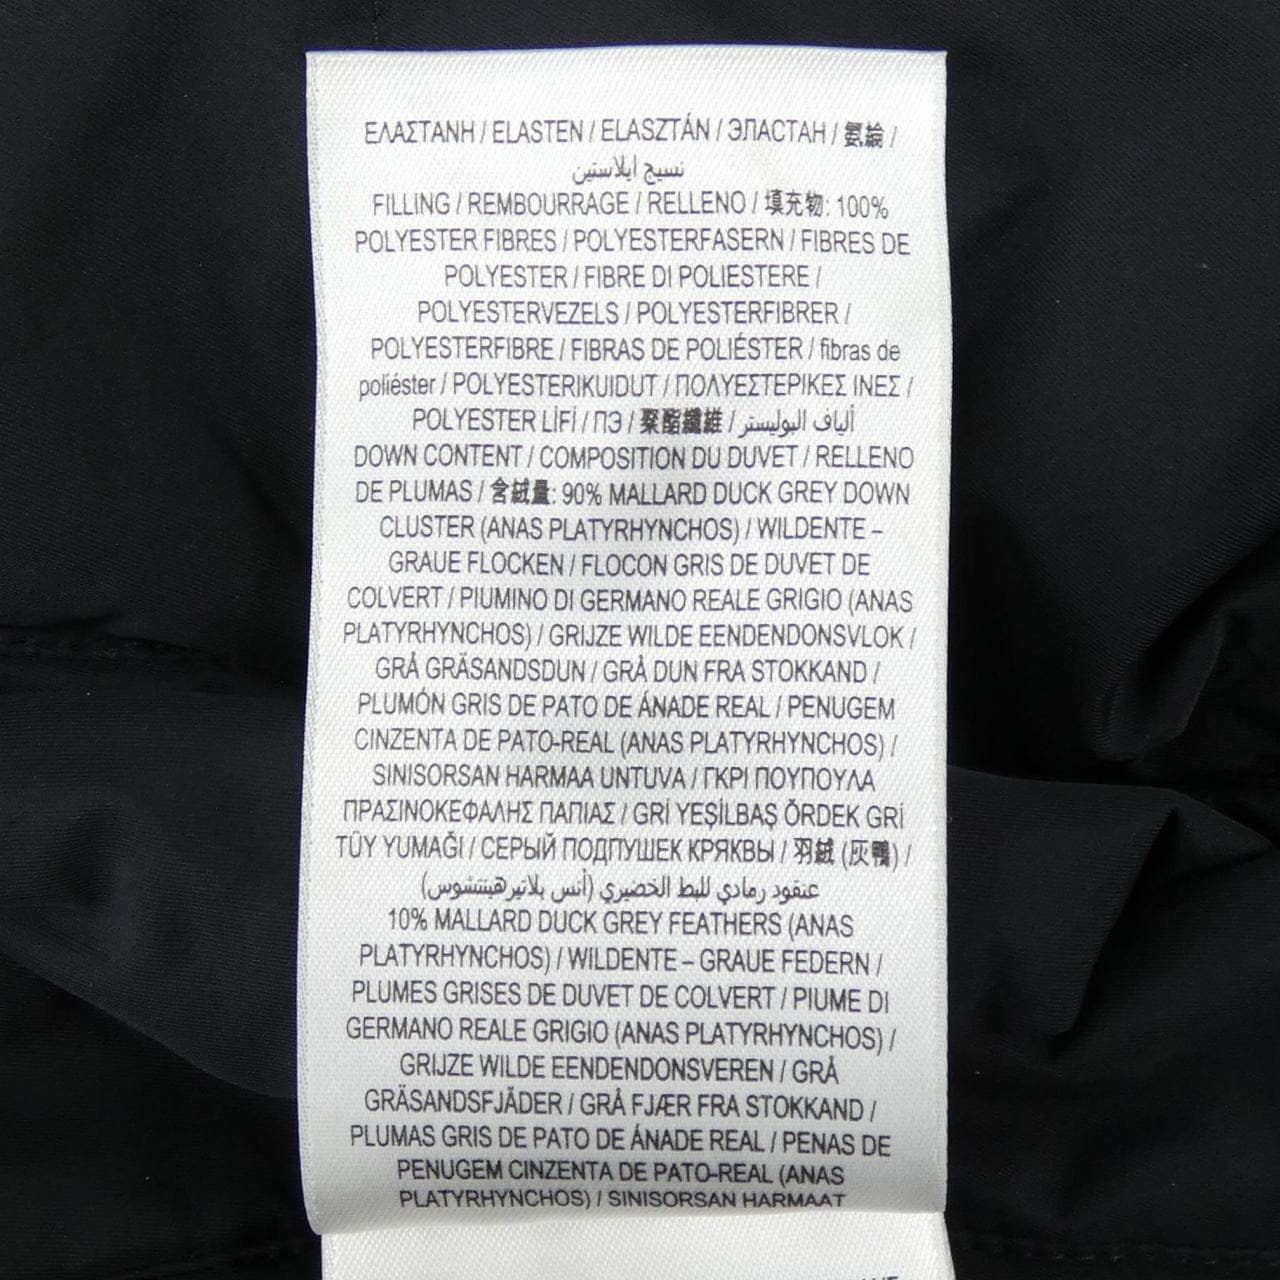 ΕΛΑΣΤΑΝΗ / ELASTEN / ELASZTÁN / ЭЛАСТАН / 氨綸 /
نسيج ايلاستين
FILLING / REMBOURRAGE / RELLENO / 填充物: 100%
POLYESTER FIBRES / POLYESTERFASERN / FIBRES DE
POLYESTER / FIBRE DI POLIESTERE /
POLYESTERVEZELS / POLYESTERFIBRER /
POLYESTERFIBRE / FIBRAS DE POLIÉSTER / fibras de
poliéster / POLYESTERIKUIDUT / ΠΟΛΥΕΣΤΕΡΙΚΕΣ ΙΝΕΣ /
POLYESTER LİFİ / ПЭ / 聚酯纖維 / ألياف البوليستر
DOWN CONTENT / COMPOSITION DU DUVET / RELLENO
DE PLUMAS / 含絨量: 90% MALLARD DUCK GREY DOWN
CLUSTER (ANAS PLATYRHYNCHOS) / WILDENTE –
GRAUE FLOCKEN / FLOCON GRIS DE DUVET DE
COLVERT / PIUMINO DI GERMANO REALE GRIGIO (ANAS
PLATYRHYNCHOS) / GRIJZE WILDE EENDENDONSVLOK /
GRÅ GRÄSANDSDUN / GRÅ DUN FRA STOKKAND /
PLUMÓN GRIS DE PATO DE ÁNADE REAL / PENUGEM
CINZENTA DE PATO-REAL (ANAS PLATYRHYNCHOS) /
SINISORSAN HARMAA UNTUVA / ΓΚΡΙ ΠΟΥΠΟΥΛΑ
ΠΡΑΣΙΝΟΚΕΦΑΛΗΣ ΠΑΠΙΑΣ / GRİ YEŞİLBAŞ ÖRDEK GRİ
TÜY YUMAĞI / СЕРЫЙ ПОДПУШЕК КРЯКВЫ / 羽絨 (灰鴨) /
عنقود رمادي للبط الخضيري (أنس بلاتيرهينتشوس)
10% MALLARD DUCK GREY FEATHERS (ANAS
PLATYRHYNCHOS) / WILDENTE – GRAUE FEDERN /
PLUMES GRISES DE DUVET DE COLVERT / PIUME DI
GERMANO REALE GRIGIO (ANAS PLATYRHYNCHOS) /
GRIJZE WILDE EENDENDONSVEREN / GRÅ
GRÄSANDSFJÄDER / GRÅ FJÆR FRA STOKKAND /
PLUMAS GRIS DE PATO DE ÁNADE REAL / PENAS DE
PENUGEM CINZENTA DE PATO-REAL (ANAS
PLATYRHYNCHOS) / SINISORSAN HARMAAT